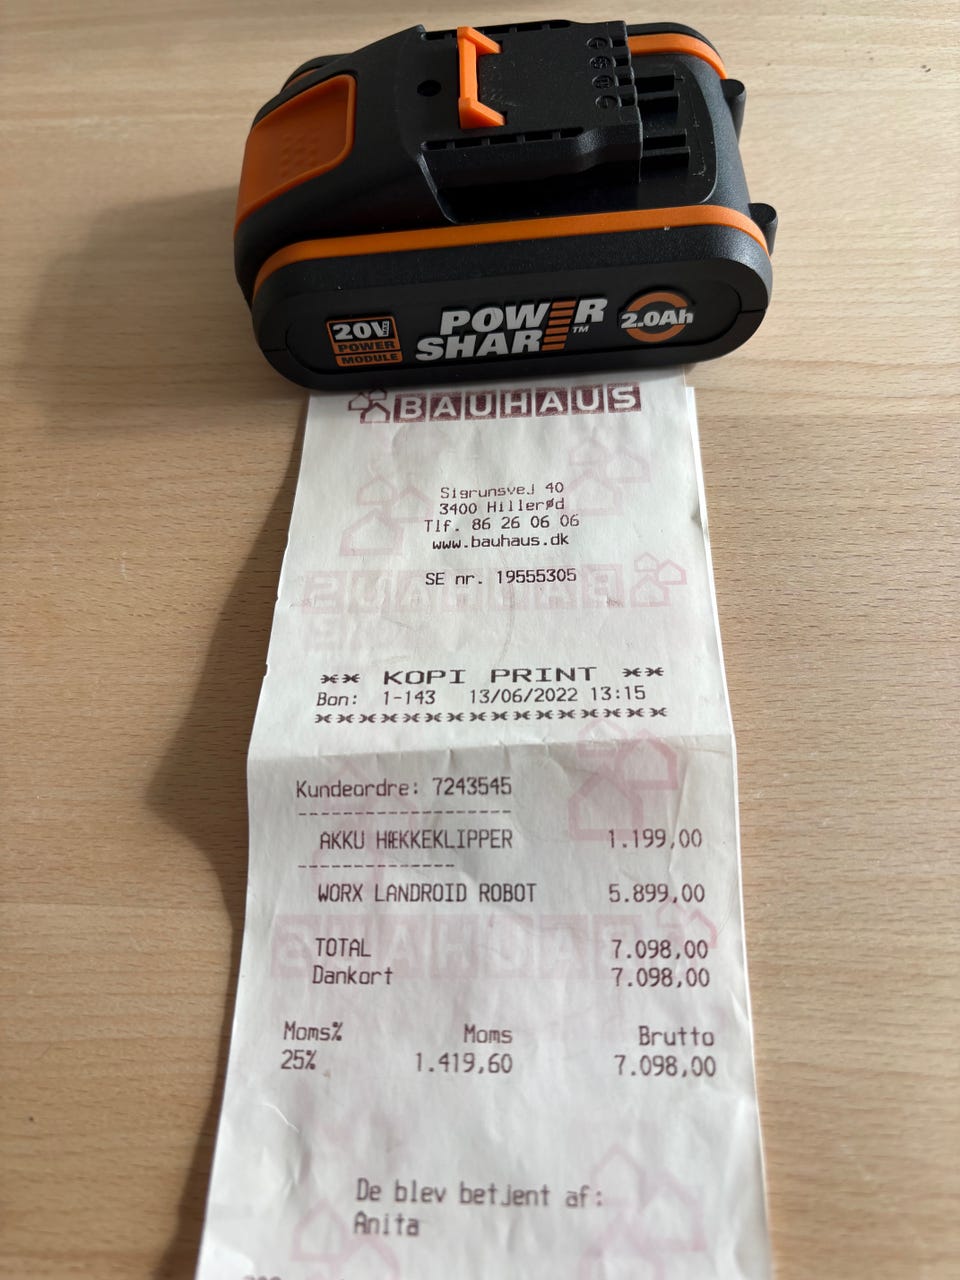 20V MAX
POWER
MODULE
POWER
SHARE™
2.0Ah
BAUHAUS
Sigrunsvej 40
3400 Hillerød
Tlf. 86 26 06 06
www.bauhaus.dk
SE nr. 19555305
** KOPI PRINT **
Bon: 1-143 13/06/2022 13:15
****************
Kundeordre: 7243545
-------------------
AKKU HÆKKEKLIPPER 1.199,00
--------------
WORX LANDROID ROBOT 5.899,00
TOTAL 7.098,00
Dankort 7.098,00
Moms% Moms Brutto
25% 1.419,60 7.098,00
De blev betjent af:
Anita